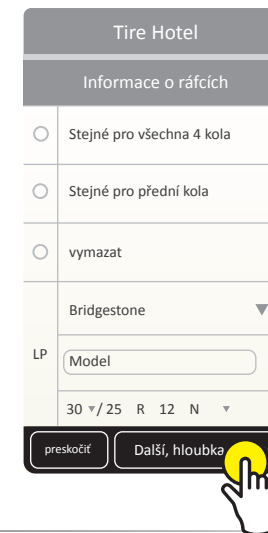 Tire Hotel
Informace o ráfcích
Stejné pro všechna 4 kola
Stejné pro přední kola
vymazat
Bridgestone
LP
Model
30 / 25 R 12 N
preskočiť
Další, hloubka